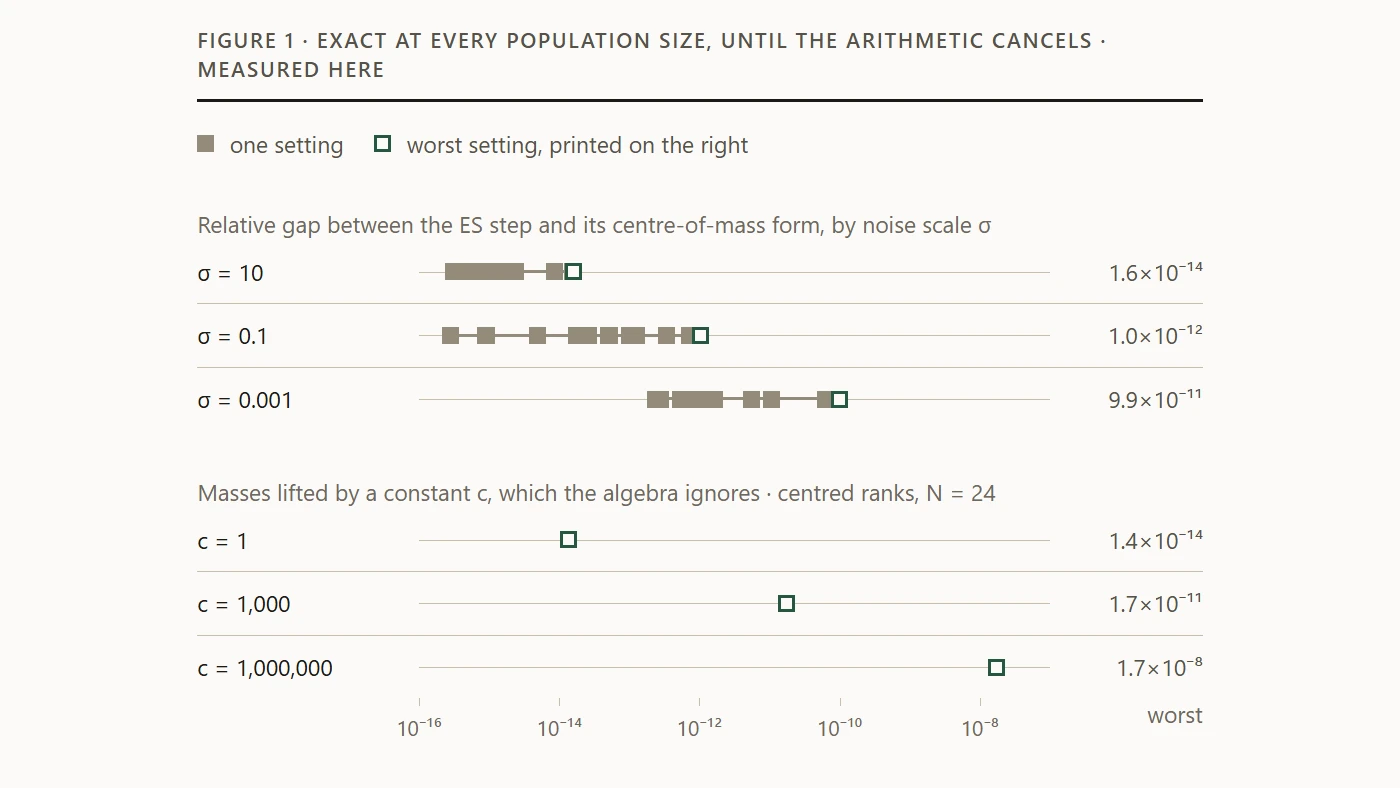 FIGURE 1 · EXACT AT EVERY POPULATION SIZE, UNTIL THE ARITHMETIC CANCELS ·
MEASURED HERE
one setting worst setting, printed on the right
Relative gap between the ES step and its centre-of-mass form, by noise scale σ
σ = 10 1.6×10⁻¹⁴
σ = 0.1 1.0×10⁻¹²
σ = 0.001 9.9×10⁻¹¹
Masses lifted by a constant c, which the algebra ignores · centred ranks, N = 24
c = 1 1.4×10⁻¹⁴
c = 1,000 1.7×10⁻¹¹
c = 1,000,000 1.7×10⁻⁸
10⁻¹⁶ 10⁻¹⁴ 10⁻¹² 10⁻¹⁰ 10⁻⁸ worst